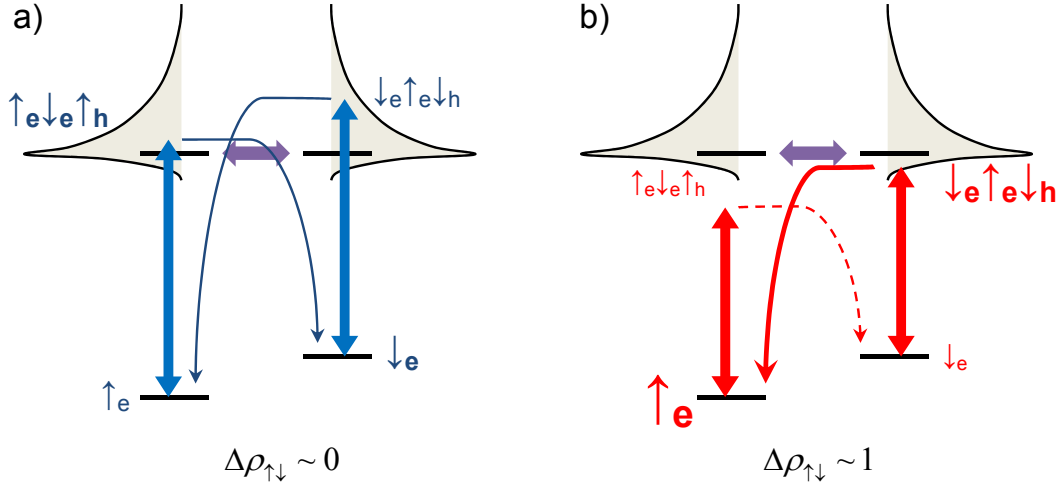 a)
b)
↑e↓e↑h
↓e↑e↓h
↑e↓e↑h
↓e↑e↓h
↑e
↓e
↑e
↓e
Δρ↑↓ ~ 0
Δρ↑↓ ~ 1